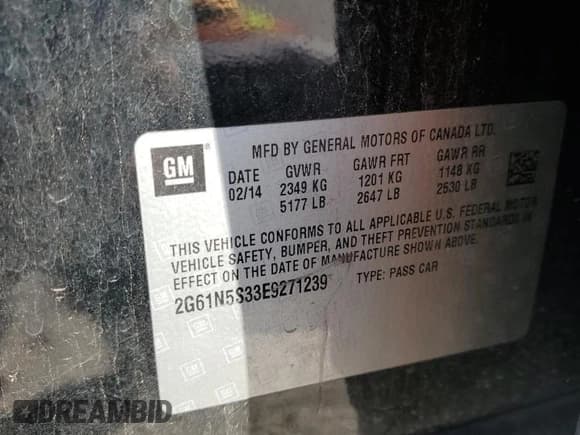 MFD BY GENERAL MOTORS OF CANADA LTD.
GM
DATE GVWR GAWR FRT GAWR RR
02/14 2349 KG 1201 KG 1148 KG
5177 LB 2647 LB 2530 LB
THIS VEHICLE CONFORMS TO ALL APPLICABLE U.S. FEDERAL MOTOR
VEHICLE SAFETY, BUMPER, AND THEFT PREVENTION STANDARDS IN
EFFECT ON THE DATE OF MANUFACTURE SHOWN ABOVE.
2G61N5S33E9271239 TYPE: PASS CAR
DREAMBID